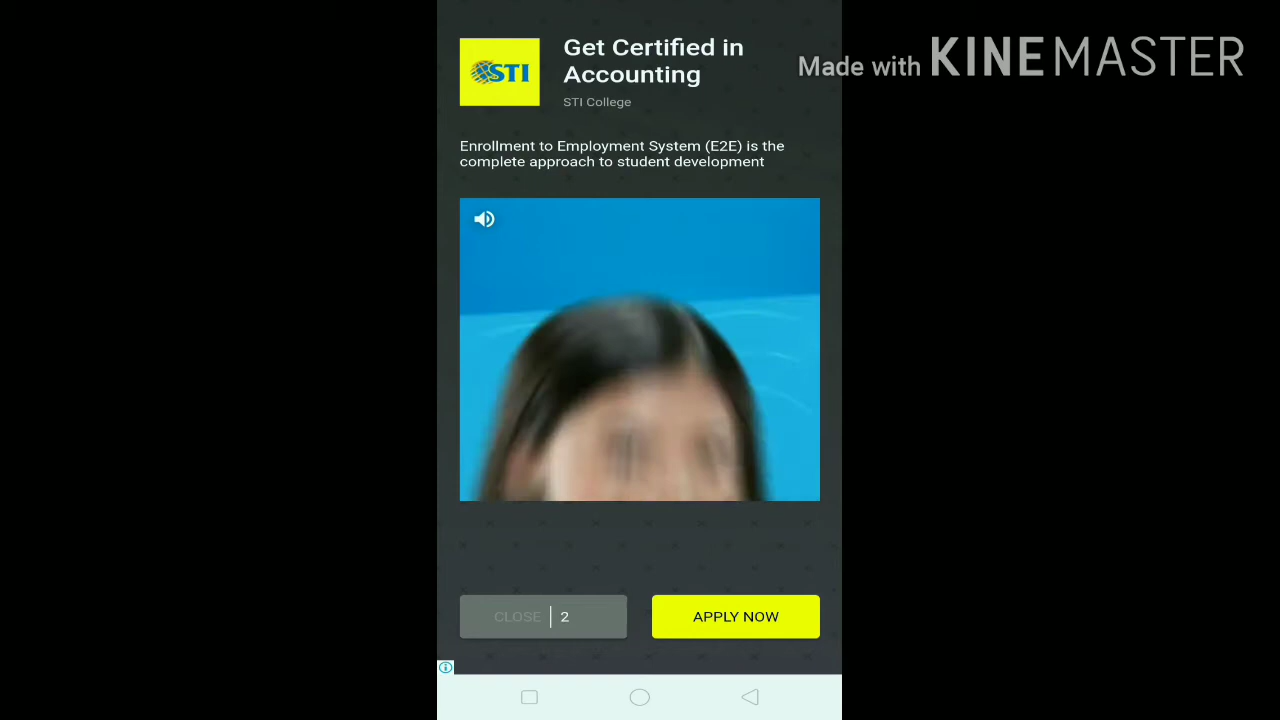 Get Certified in
Accounting
STI
STI College
Made with KINEMASTER
Enrollment to Employment System (E2E) is the
complete approach to student development
CLOSE 2
APPLY NOW